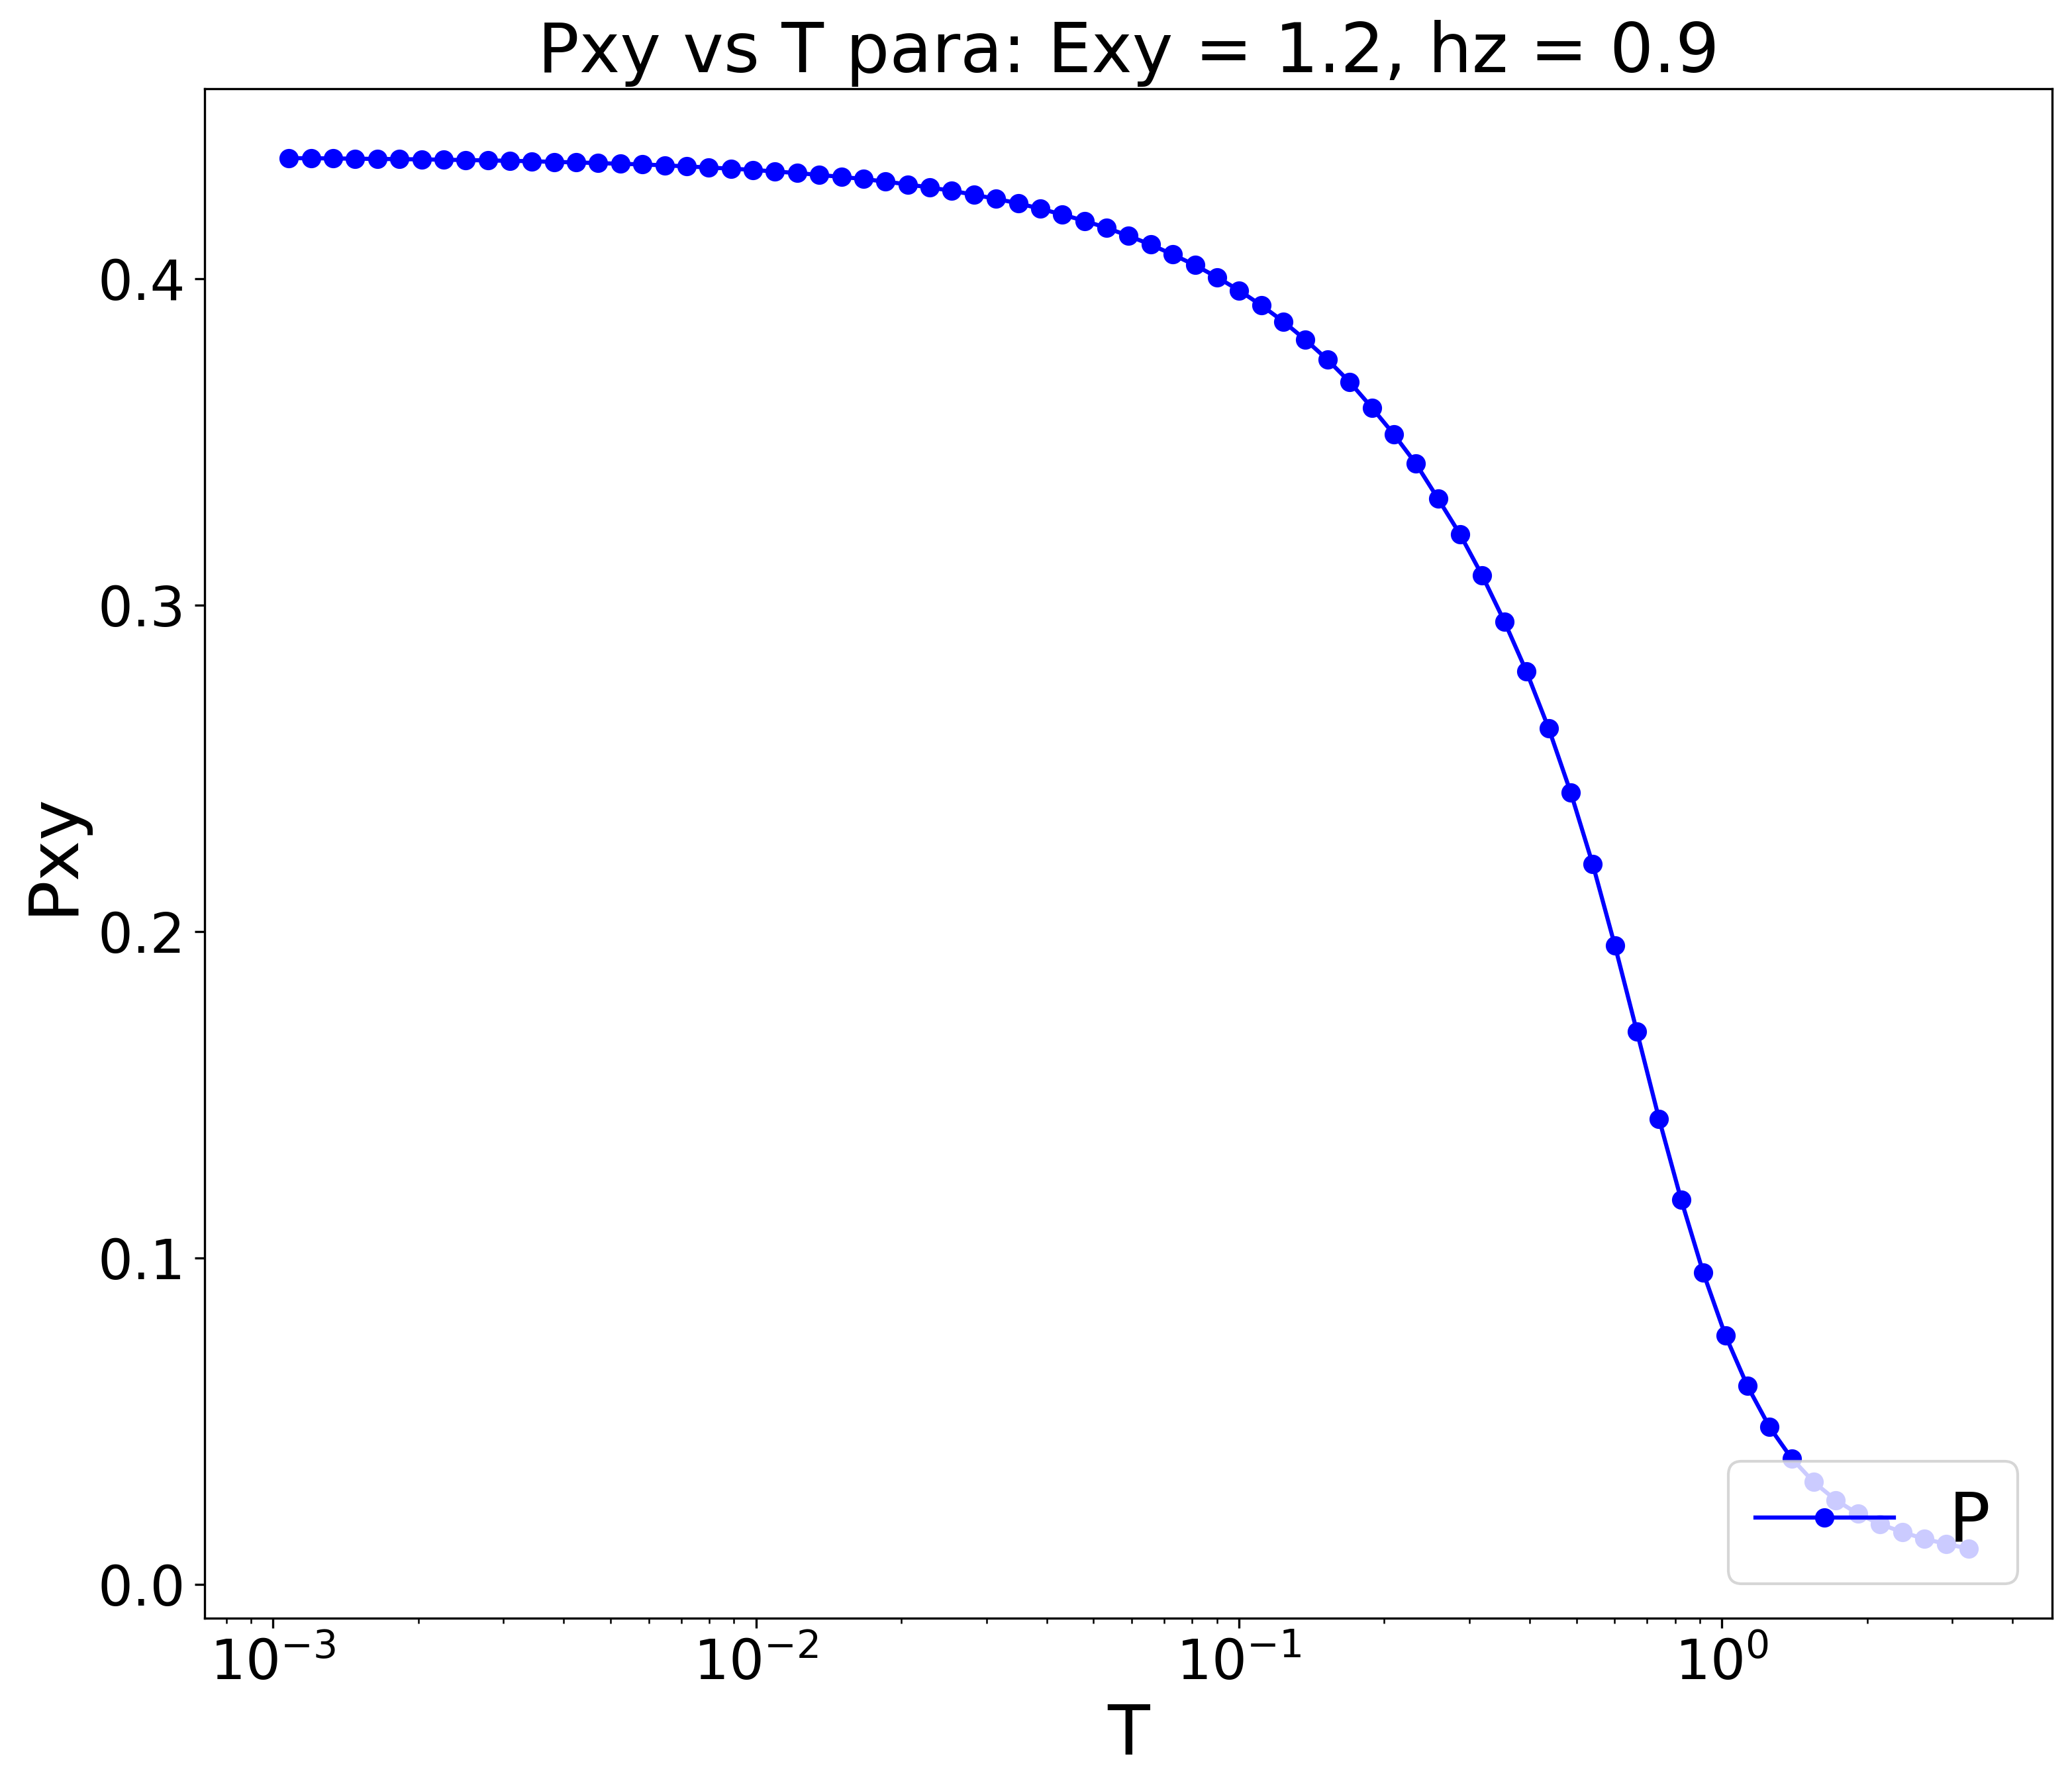 Pxy vs T para: Exy = 1.2, hz = 0.9
Pxy
0.4
0.3
0.2
0.1
0.0
P
10⁻³ 10⁻² 10⁻¹ 10⁰
T